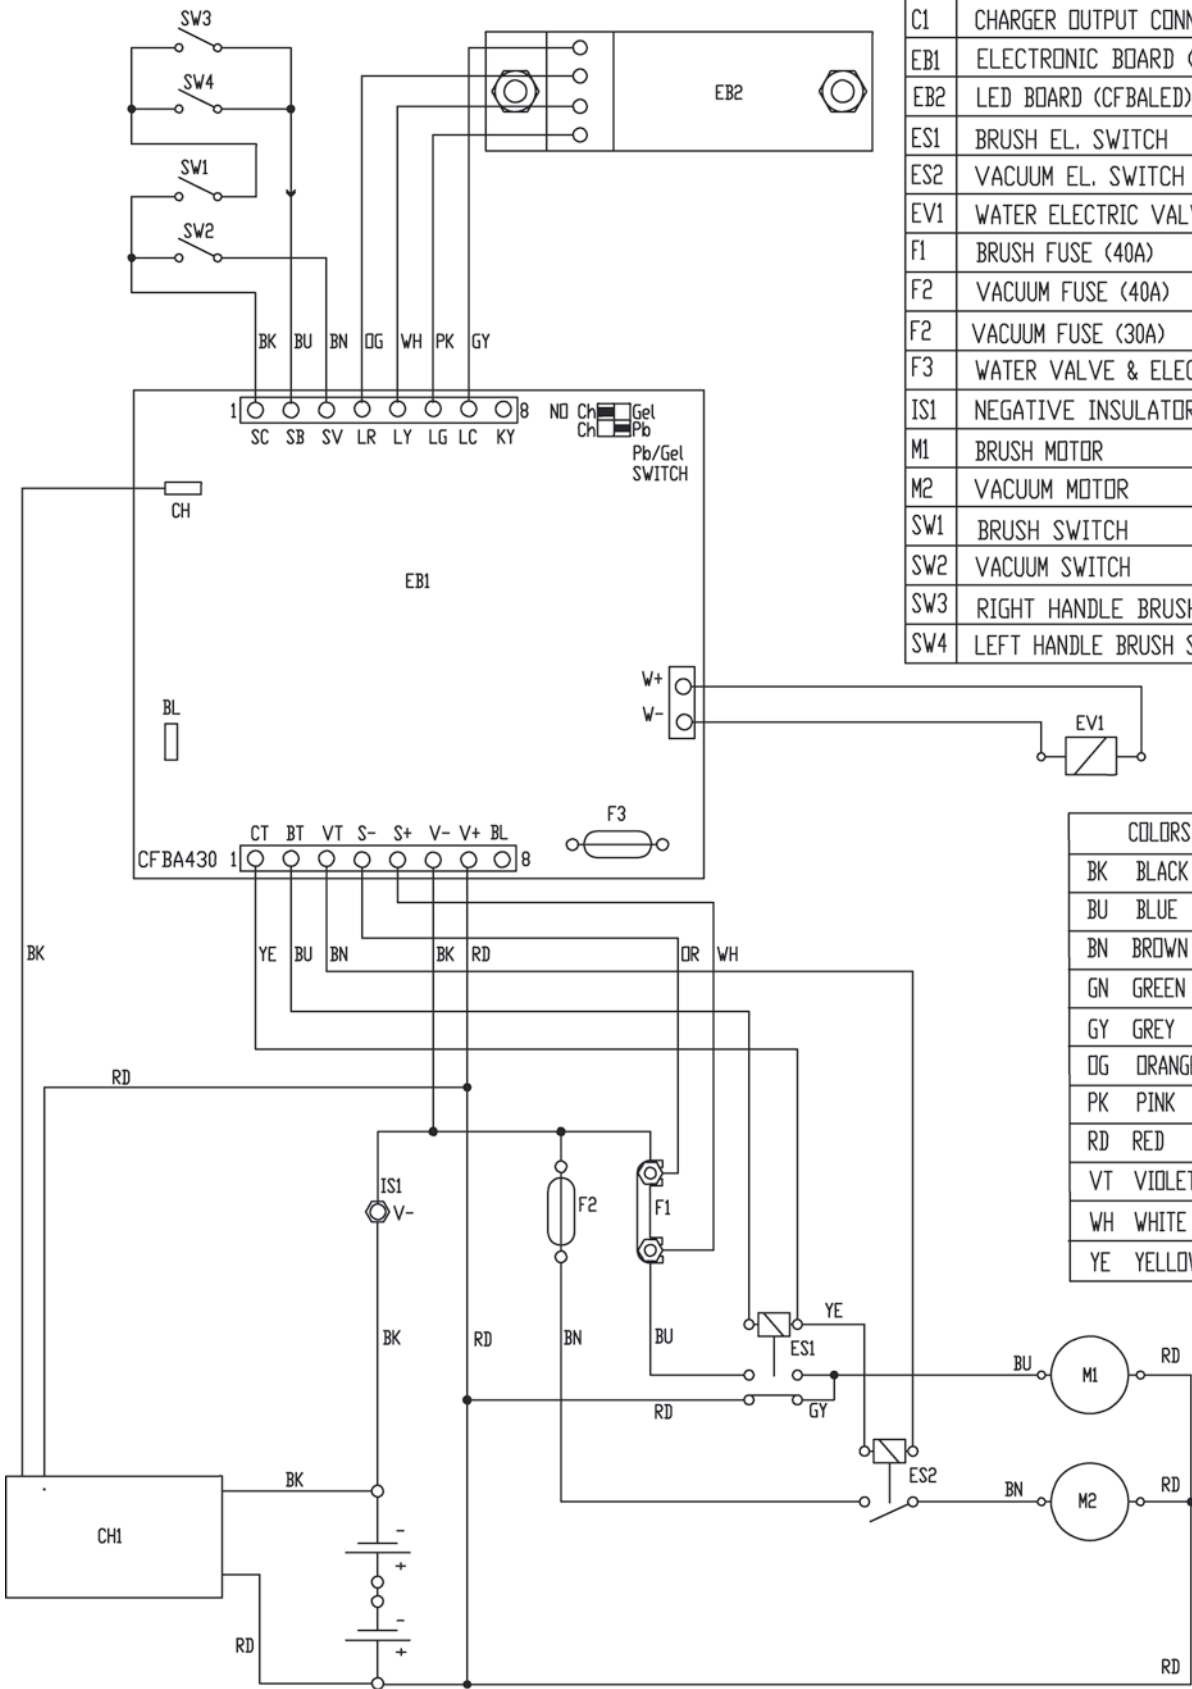 SW3
SW4
SW1
SW2
EB2
BK BU BN OG WH PK GY
1 8
SC SB SV LR LY LG LC KY
NO Ch Gel
Ch Pb
Pb/Gel
SWITCH
CH
EB1
BL
W+
W-
EV1
F3
CT BT VT S- S+ V- V+ BL
CFBA430 1 8
BK
YE BU BN BK RD OR WH
RD
IS1
V-
F2
F1
BK RD BN BU
YE
ES1
RD GY
BU M1 RD
ES2
BN M2 RD
BK
CH1
-
+
-
+
RD
RD
C1 CHARGER OUTPUT
EB1 ELECTRONIC BOARD
EB2 LED BOARD (CFBALED)
ES1 BRUSH EL. SWITCH
ES2 VACUUM EL. SWITCH
EV1 WATER ELECTRIC
F1 BRUSH FUSE (40A)
F2 VACUUM FUSE (40A)
F2 VACUUM FUSE (30A)
F3 WATER VALVE &
IS1 NEGATIVE
M1 BRUSH MOTOR
M2 VACUUM MOTOR
SW1 BRUSH SWITCH
SW2 VACUUM SWITCH
SW3 RIGHT HANDLE
SW4 LEFT HANDLE BRUSH
COLORS
BK BLACK
BU BLUE
BN BROWN
GN GREEN
GY GREY
OG
PK PINK
RD RED
VT
WH WHITE
YE